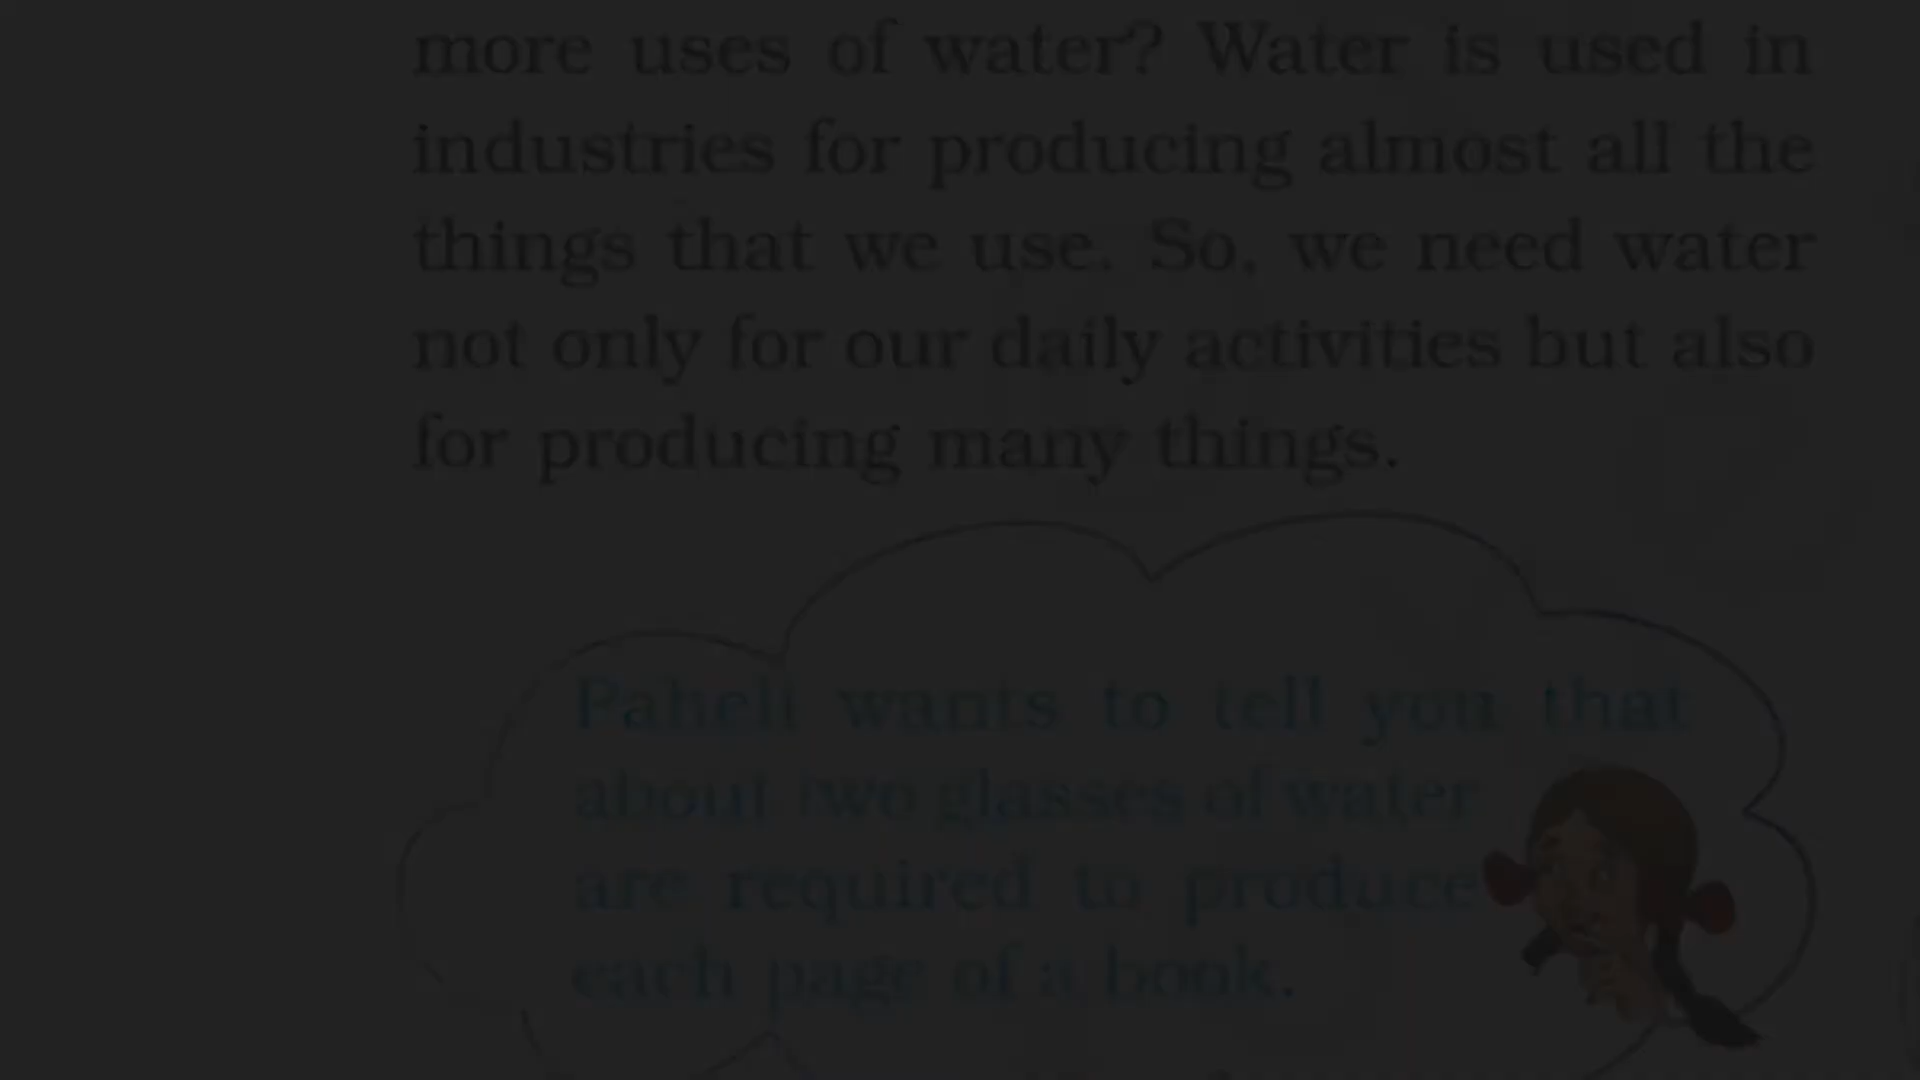 more uses of water? Water is used in
industries for producing almost all the
things that we use. So, we need water
not only for our daily activities but also
for producing many things.
Paheli wants to tell you that
about two glasses of water
are required to produce
each page of a book.